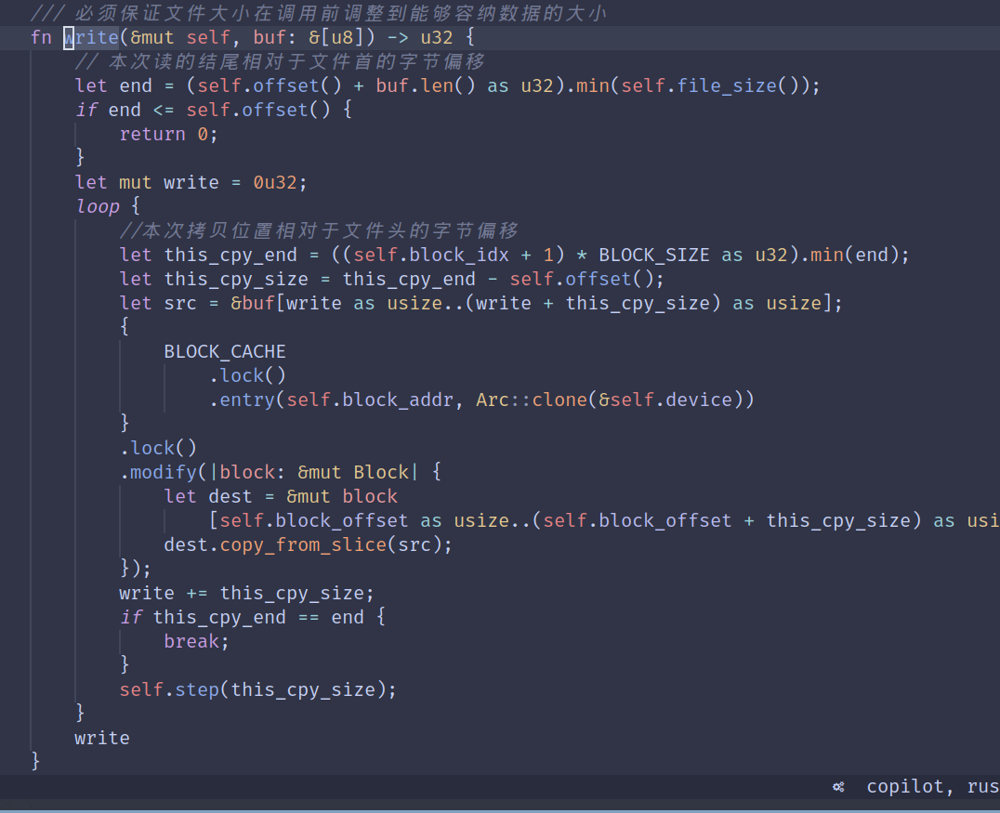 /// 必须保证文件大小在调用前调整到能够容纳数据的大小
fn write(&mut self, buf: &[u8]) -> u32 {
    // 本次读的结尾相对于文件首的字节偏移
    let end = (self.offset() + buf.len() as u32).min(self.file_size());
    if end <= self.offset() {
        return 0;
    }
    let mut write = 0u32;
    loop {
        //本次拷贝位置相对于文件头的字节偏移
        let this_cpy_end = ((self.block_idx + 1) * BLOCK_SIZE as u32).min(end);
        let this_cpy_size = this_cpy_end - self.offset();
        let src = &buf[write as usize..(write + this_cpy_size) as usize];
        {
            BLOCK_CACHE
                .lock()
                .entry(self.block_addr, Arc::clone(&self.device))
        }
        .lock()
        .modify(|block: &mut Block| {
            let dest = &mut block
                [self.block_offset as usize..(self.block_offset + this_cpy_size) as usi
            dest.copy_from_slice(src);
        });
        write += this_cpy_size;
        if this_cpy_end == end {
            break;
        }
        self.step(this_cpy_size);
    }
    write
}
copilot, rus